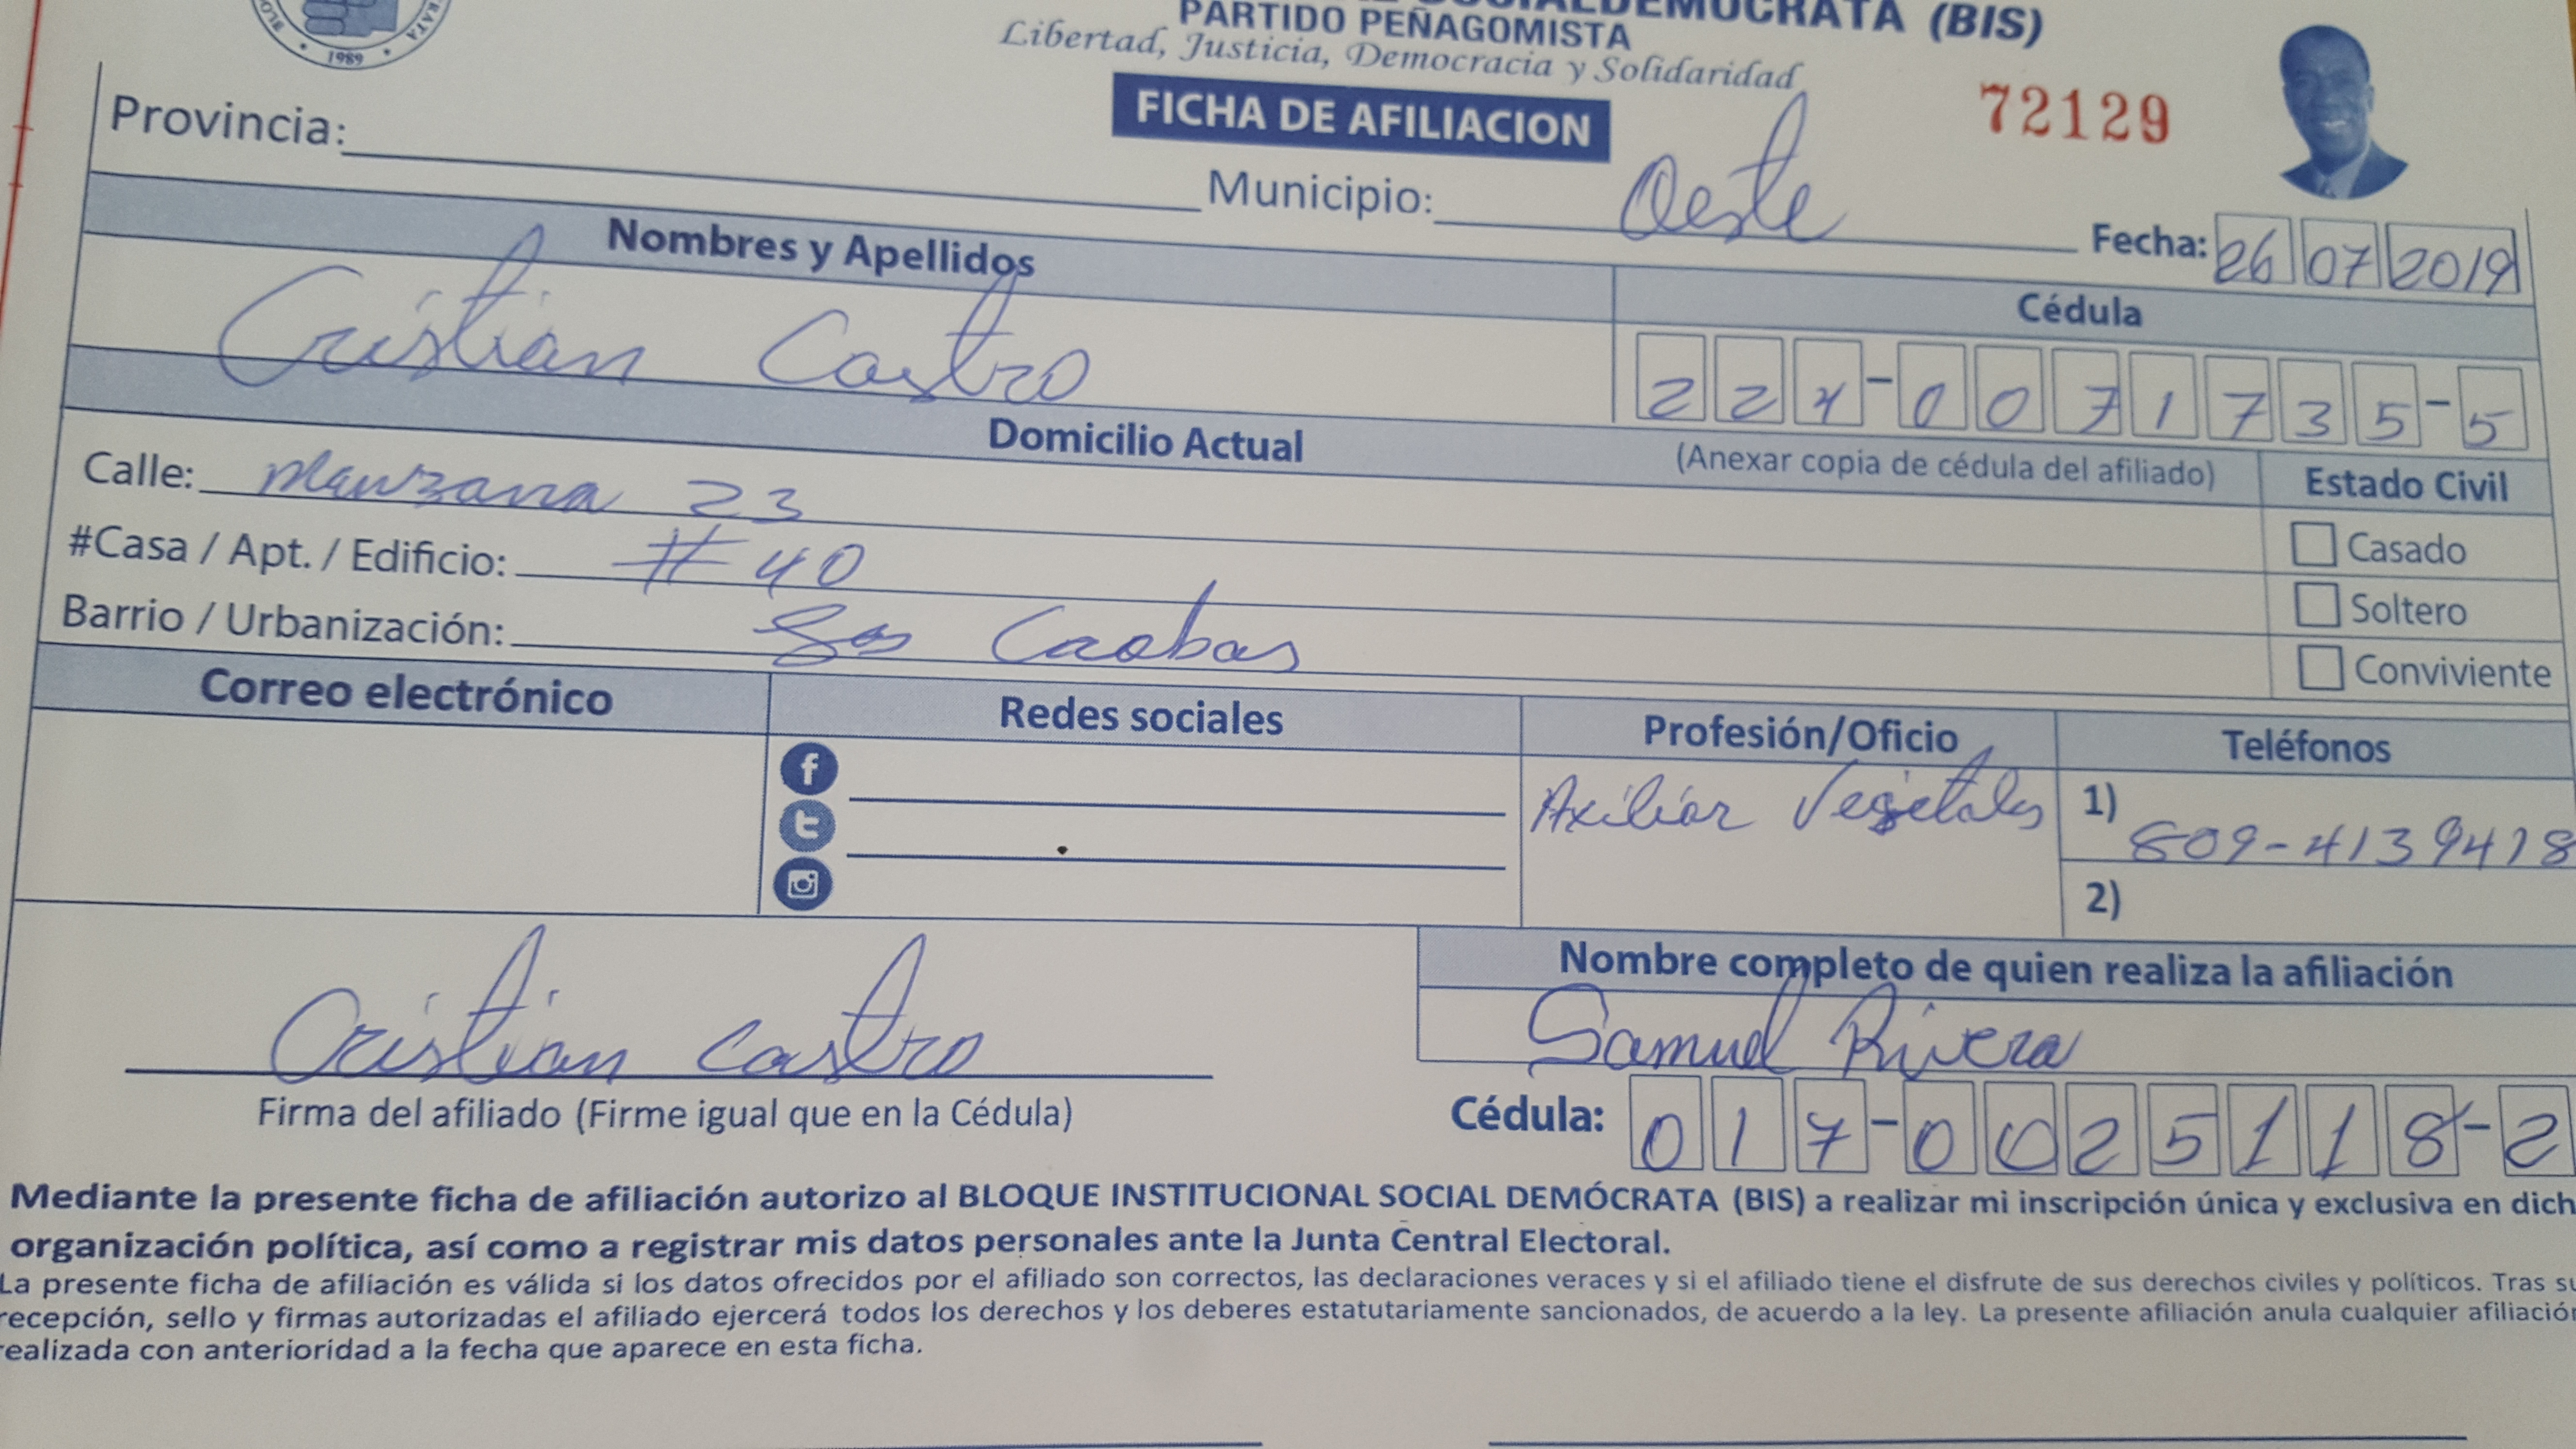 SOCIALDEMOCRATA (BIS)
PARTIDO PEÑAGOMISTA
Libertad, Justicia, Democracia y Solidaridad
1989
FICHA DE AFILIACION
72129
Provincia:
Municipio: Oeste
Fecha: 26 07 2019
Nombres y Apellidos
Cédula
Cristian Castro
224-0071735-5
Domicilio Actual
(Anexar copia de cédula del afiliado)
Estado Civil
Calle: Manzana 23
Casado
#Casa / Apt. / Edificio: # 40
Soltero
Barrio / Urbanización: Las Caobas
Conviviente
Correo electrónico
Redes sociales
Profesión/Oficio
Teléfonos
Axiliar Vegetales
1) 809-4139418
2)
Nombre completo de quien realiza la afiliación
Cristian Castro
Samuel Rivera
Firma del afiliado (Firme igual que en la Cédula)
Cédula: 017-0025118-2
Mediante la presente ficha de afiliación autorizo al BLOQUE INSTITUCIONAL SOCIAL DEMÓCRATA (BIS) a realizar mi inscripción única y exclusiva en dich
organización política, así como a registrar mis datos personales ante la Junta Central Electoral.
La presente ficha de afiliación es válida si los datos ofrecidos por el afiliado son correctos, las declaraciones veraces y si el afiliado tiene el disfrute de sus derechos civiles y políticos. Tras su
recepción, sello y firmas autorizadas el afiliado ejercerá todos los derechos y los deberes estatutariamente sancionados, de acuerdo a la ley. La presente afiliación anula cualquier afiliación
realizada con anterioridad a la fecha que aparece en esta ficha.